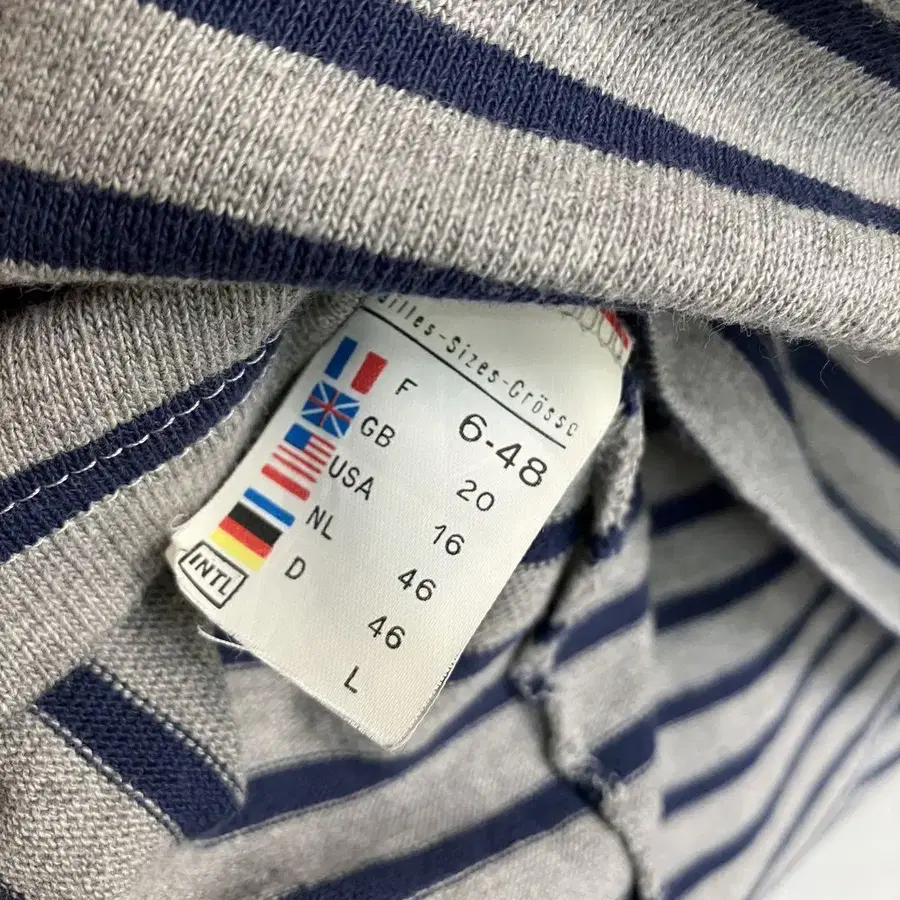 ailles-Sizes-Grösse
F 6-48
GB 20
USA 16
NL 46
D 46
INTL L